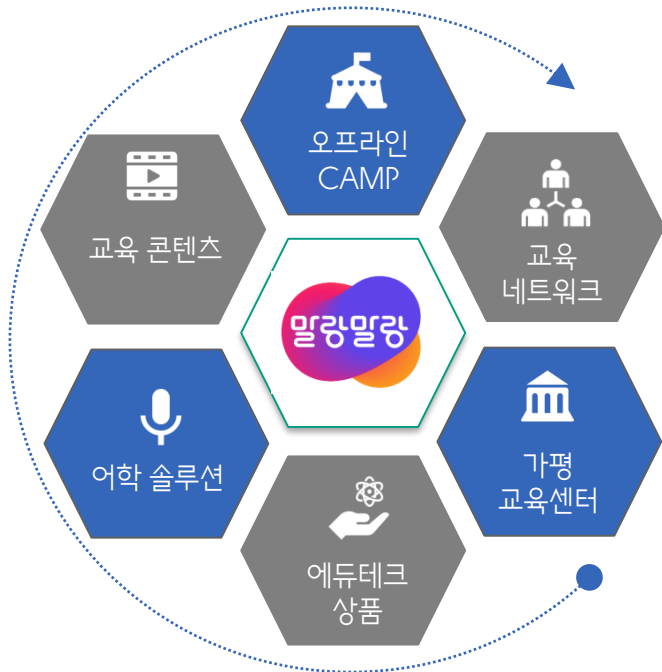 오프라인
CAMP
교육 콘텐츠
교육
네트워크
말랑말랑
어학 솔루션
가평
교육센터
에듀테크
상품